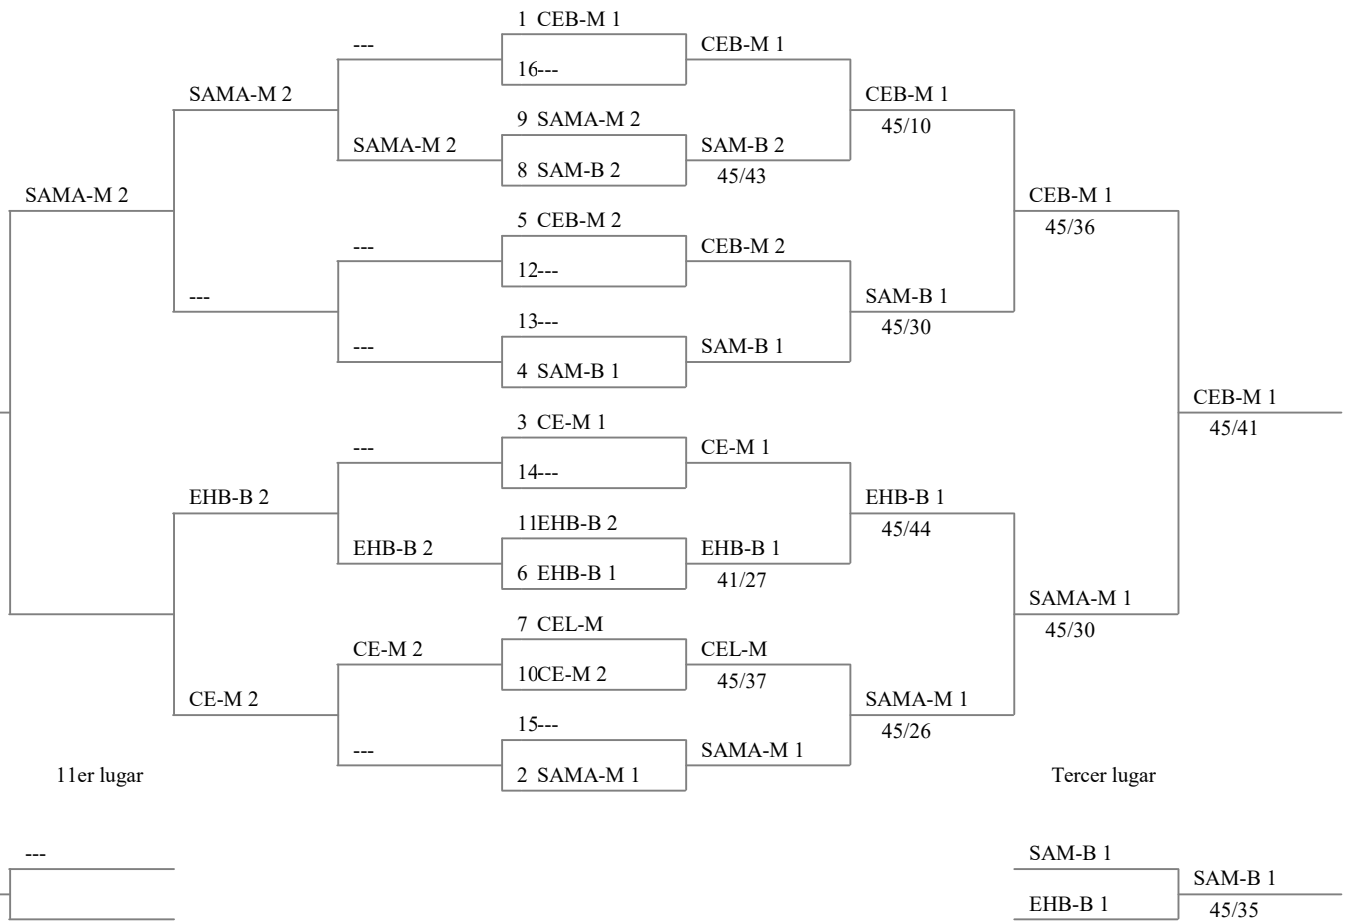 1 CEB-M 1
--- CEB-M 1
16---
SAMA-M 2 CEB-M 1
9 SAMA-M 2 45/10
SAMA-M 2 SAM-B 2
8 SAM-B 2 45/43
SAMA-M 2 CEB-M 1
5 CEB-M 2 45/36
--- CEB-M 2
12---
--- SAM-B 1
13--- 45/30
--- SAM-B 1
4 SAM-B 1
CEB-M 1
3 CE-M 1 45/41
--- CE-M 1
14---
EHB-B 2 EHB-B 1
11EHB-B 2 45/44
EHB-B 2 EHB-B 1
6 EHB-B 1 41/27
SAMA-M 1
7 CEL-M 45/30
CE-M 2 CEL-M
10CE-M 2 45/37
CE-M 2 SAMA-M 1
15--- 45/26
--- SAMA-M 1
2 SAMA-M 1
11er lugar Tercer lugar
--- SAM-B 1
SAM-B 1
EHB-B 1 45/35